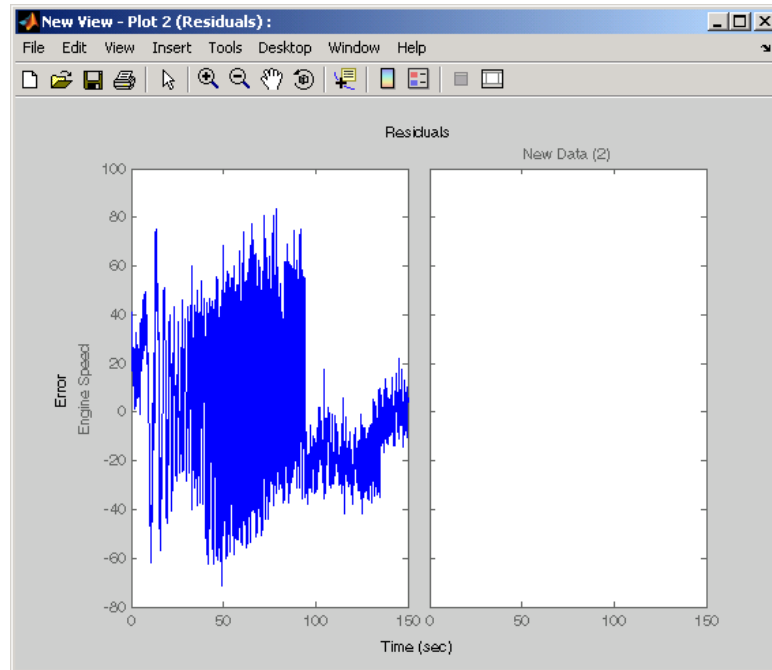 New View - Plot 2 (Residuals) :
File Edit View Insert Tools Desktop Window Help
Residuals
New Data (2)
100
80
60
40
20
0
-20
-40
-60
-80
Error
Engine Speed
0 50 100 150 0 50 100 150
Time (sec)